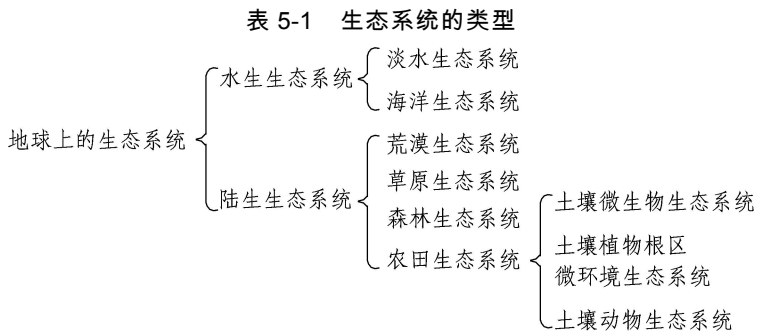 表 5-1 生态系统的类型
地球上的生态系统
水生生态系统
淡水生态系统
海洋生态系统
陆生生态系统
荒漠生态系统
草原生态系统
森林生态系统
农田生态系统
土壤微生物生态系统
土壤植物根区
微环境生态系统
土壤动物生态系统